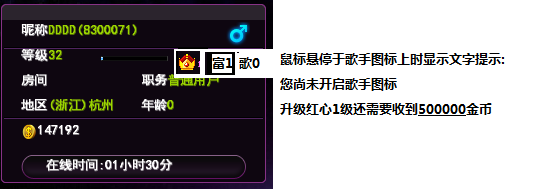 昵称DDDD(8300071)
等级32
富1 歌0
房间 职务普通用户
地区(浙江)杭州 年龄0
147192
在线时间:01小时30分
鼠标悬停于歌手图标上时显示文字提示:
您尚未开启歌手图标
升级红心1级还需要收到500000金币